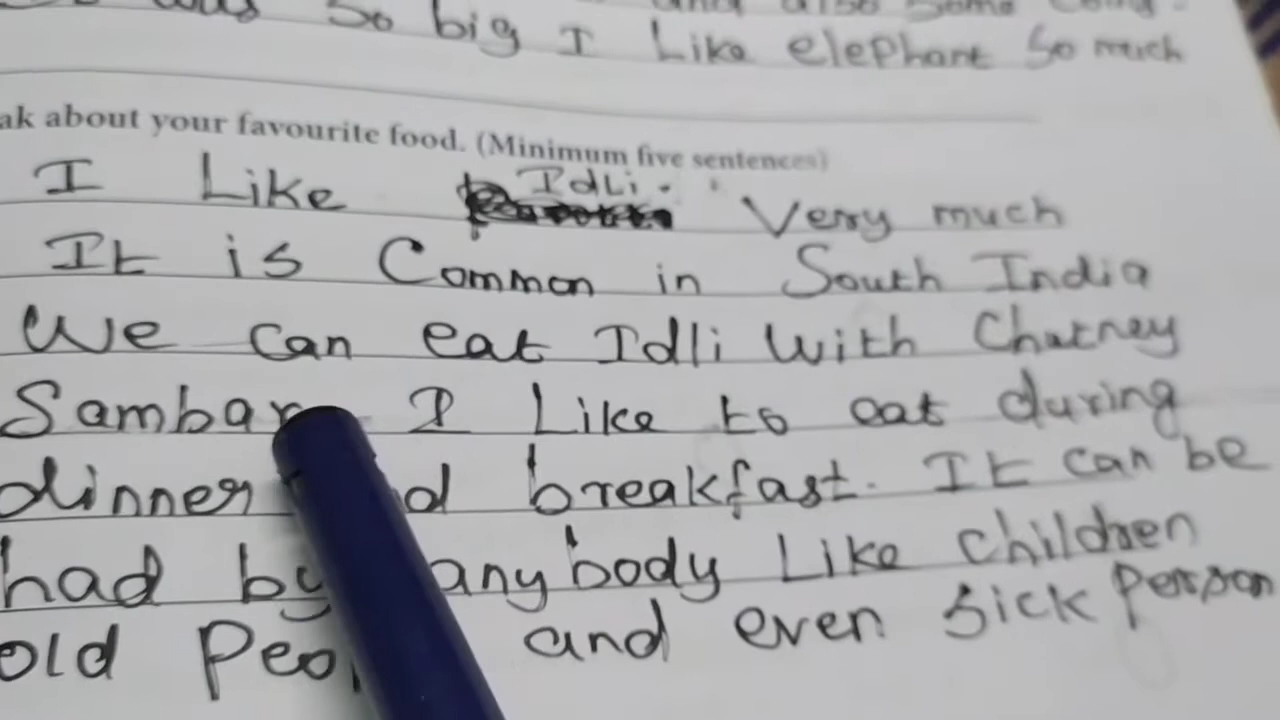 so big I Like elephant so much
ak about your favourite food. (Minimum five sentences)
I Like Idli. Very much
It is Common in South India
We can eat Idli with Chatney
Sambar I Like to eat during
dinner breakfast. It can be
had by anybody Like children
old and even sick person